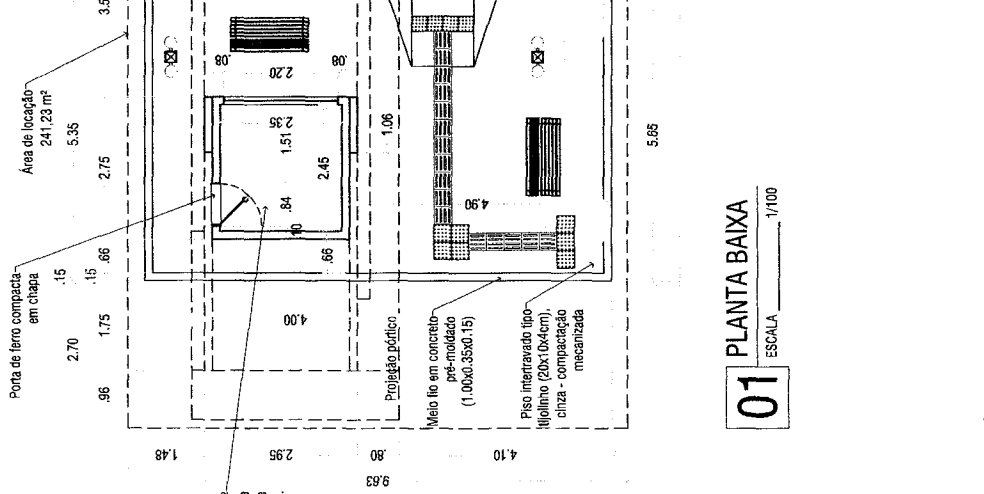 Área de locação
241,23 m²
3.5
5.35
2.75
.66
.15
.15
1.75
2.70
.96
Porta de ferro compacta
em chapa
.08
.08
2.20
2.35
1.51
2.45
.84
.10
.66
4.00
1.06
4.90
5.65
Projeção pórtico
Meio fio em concreto
pré-moldado
(1.00x0.35x0.15)
Piso intertravado tipo
tijolinho (20x10x4cm),
cinza - compactação
mecanizada
1.48
2.95
.80
4.10
9.63
01
PLANTA BAIXA
ESCALA 1/100